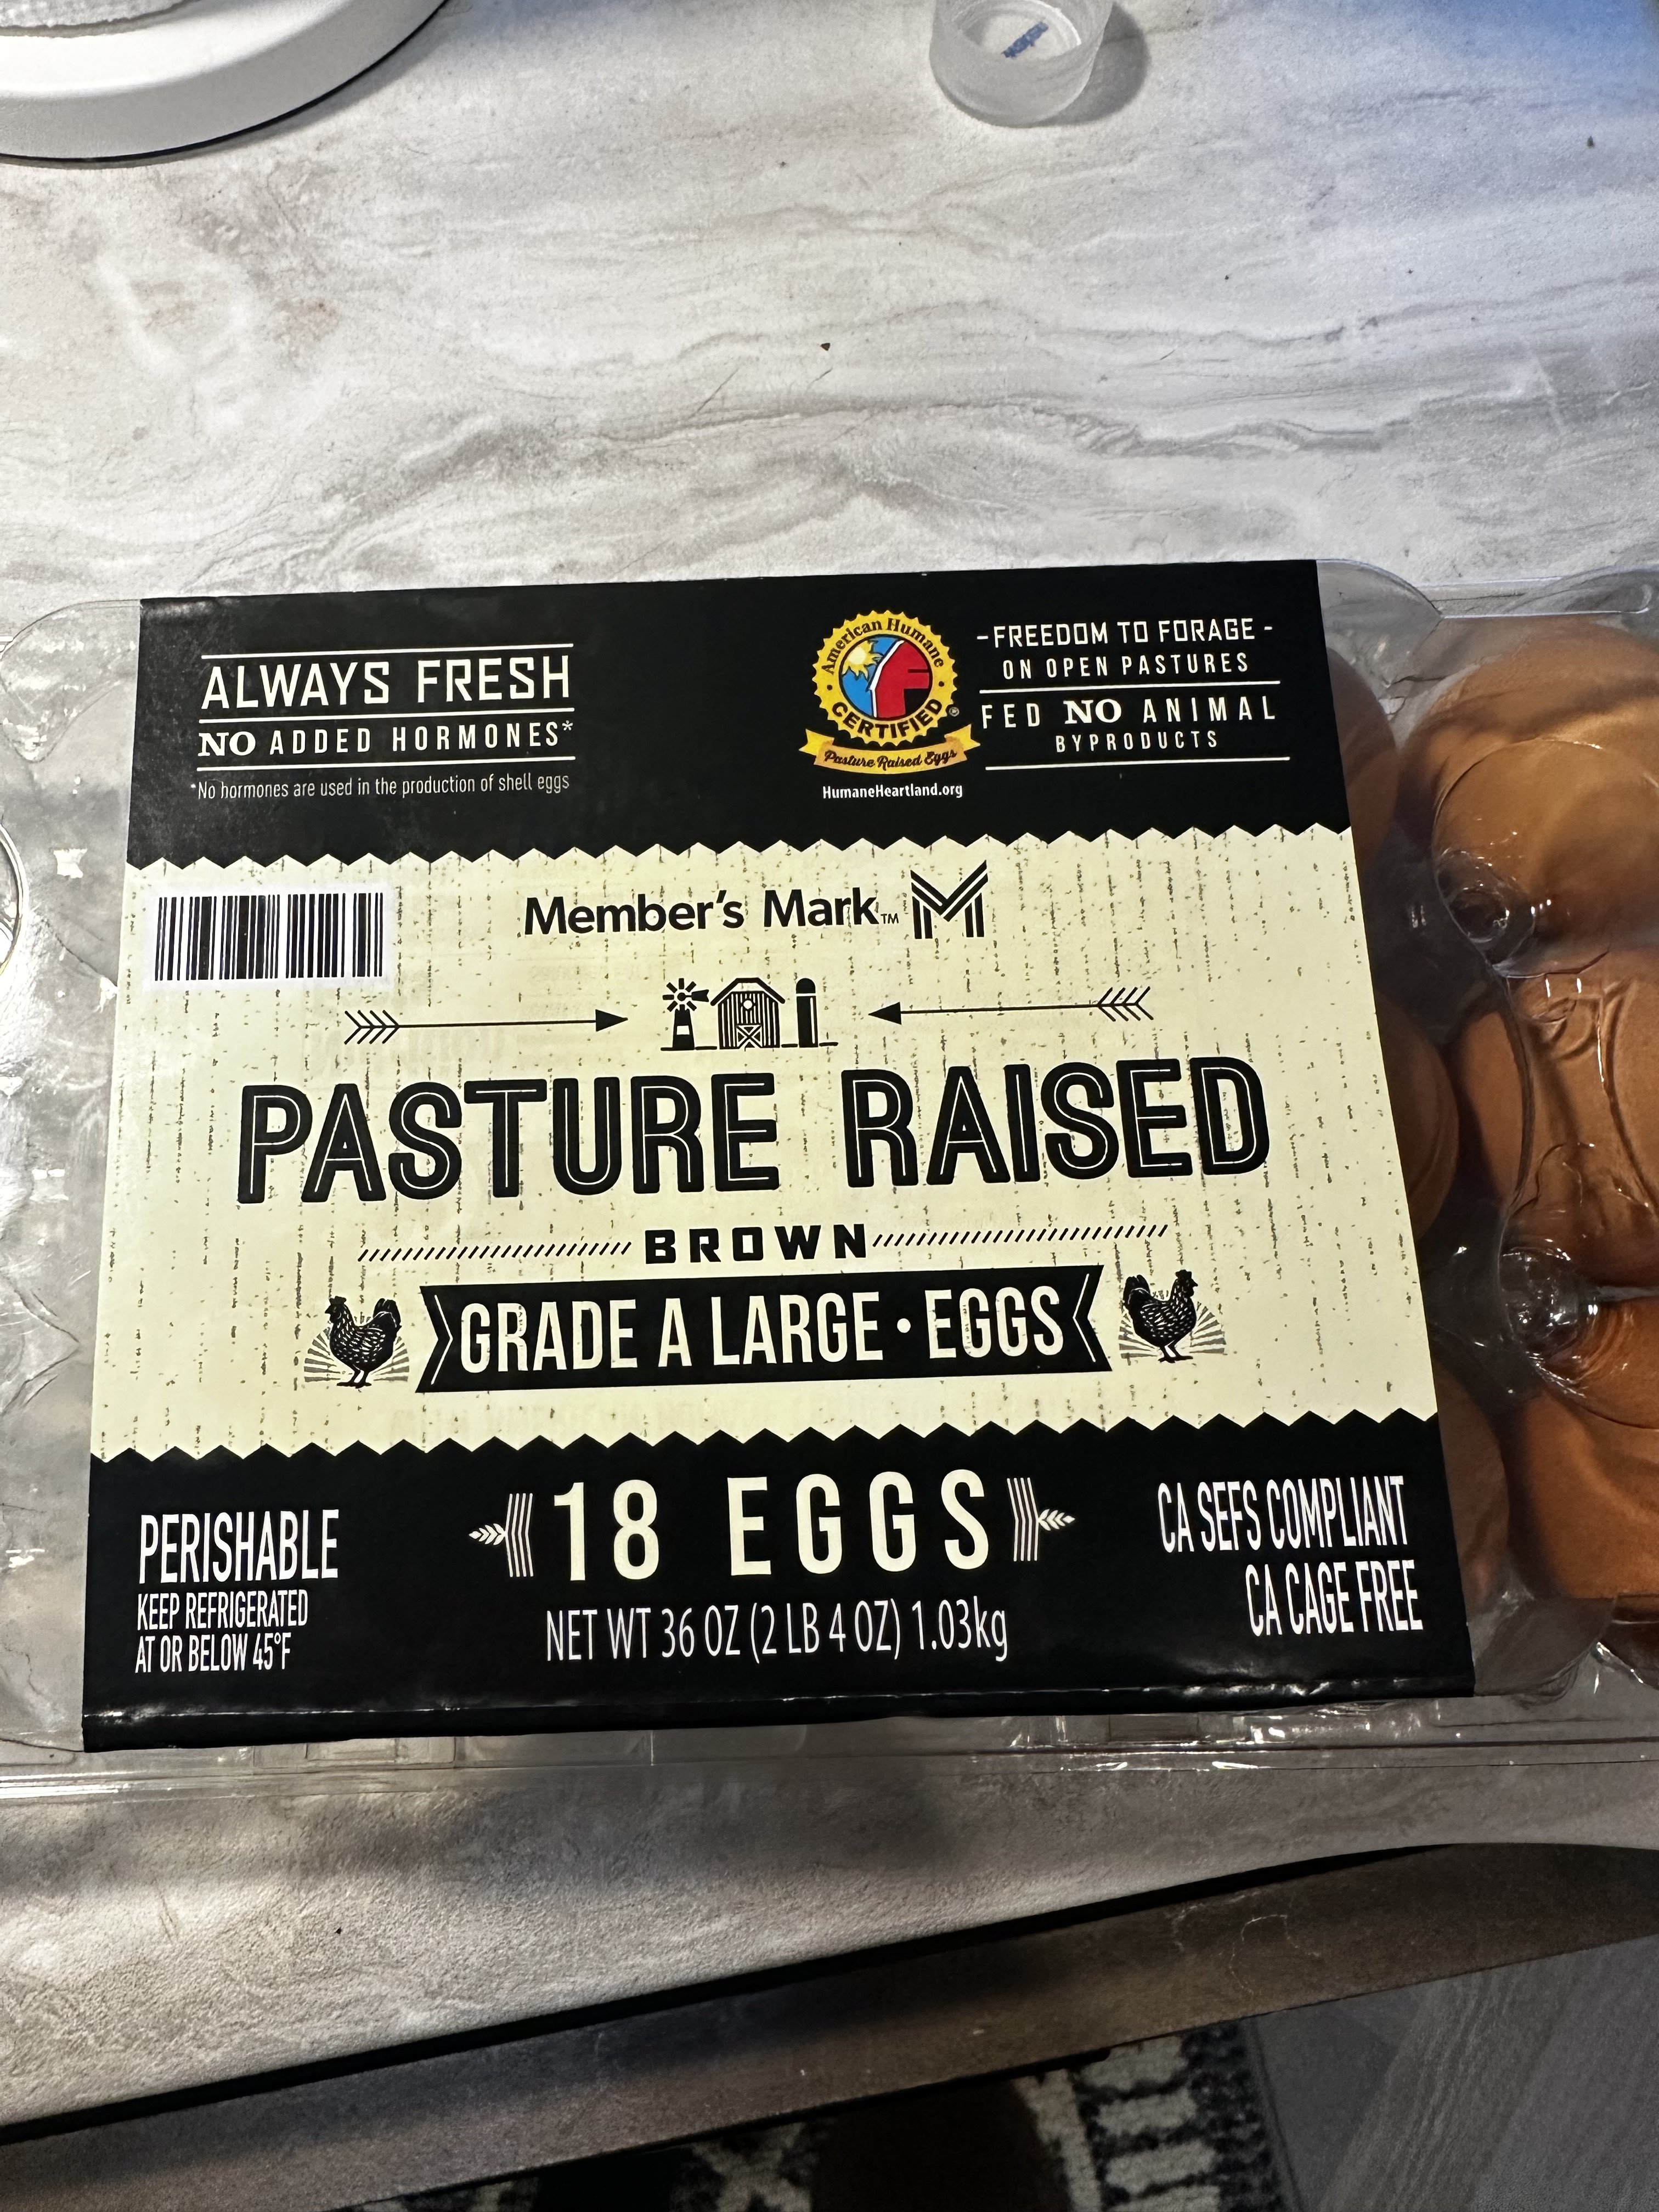 ALWAYS FRESH
NO ADDED HORMONES*
*No hormones are used in the production of shell eggs
American Humane
CERTIFIED®
Pasture Raised Eggs
HumaneHeartland.org
-FREEDOM TO FORAGE-
ON OPEN PASTURES
FED NO ANIMAL
BYPRODUCTS
Member's Mark™
PASTURE RAISED
BROWN
GRADE A LARGE • EGGS
18 EGGS
NET WT 36 OZ (2 LB 4 OZ) 1.03kg
PERISHABLE
KEEP REFRIGERATED
AT OR BELOW 45°F
CA SEFS COMPLIANT
CA CAGE FREE